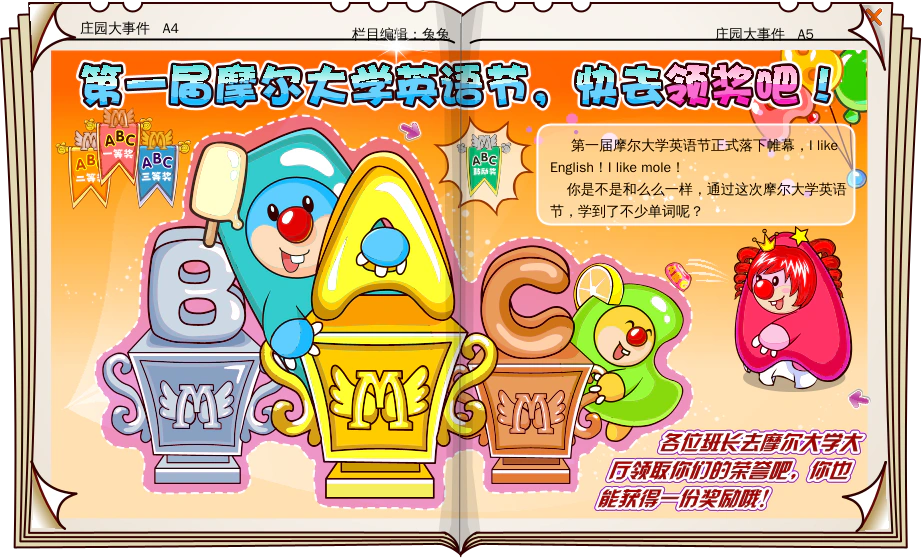 庄园大事件 A4
栏目编辑：兔兔
庄园大事件 A5
第一届摩尔大学英语节，快去领奖吧！
ABC
一等奖
AB
二等
ABC
三等奖
ABC
鼓励奖
第一届摩尔大学英语节正式落下帷幕，I like
English！I like mole！
你是不是和么么一样，通过这次摩尔大学英语
节，学到了不少单词呢？
B
A
C
M
M
M
各位班长去摩尔大学大
厅领取你们的荣誉吧，你也
能获得一份奖励哦！